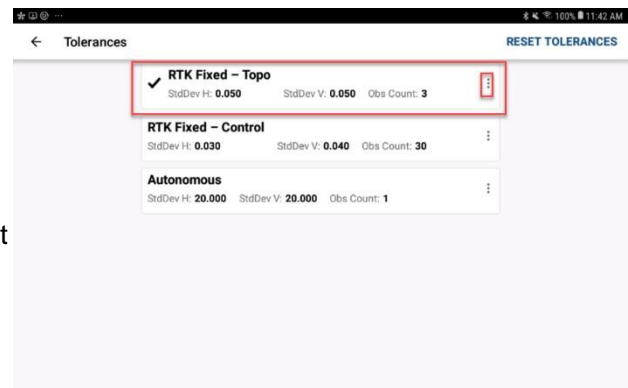 100% 11:42 AM
Tolerances
RESET TOLERANCES
RTK Fixed – Topo
StdDev H: 0.050 StdDev V: 0.050 Obs Count: 3
RTK Fixed – Control
StdDev H: 0.030 StdDev V: 0.040 Obs Count: 30
Autonomous
StdDev H: 20.000 StdDev V: 20.000 Obs Count: 1
t